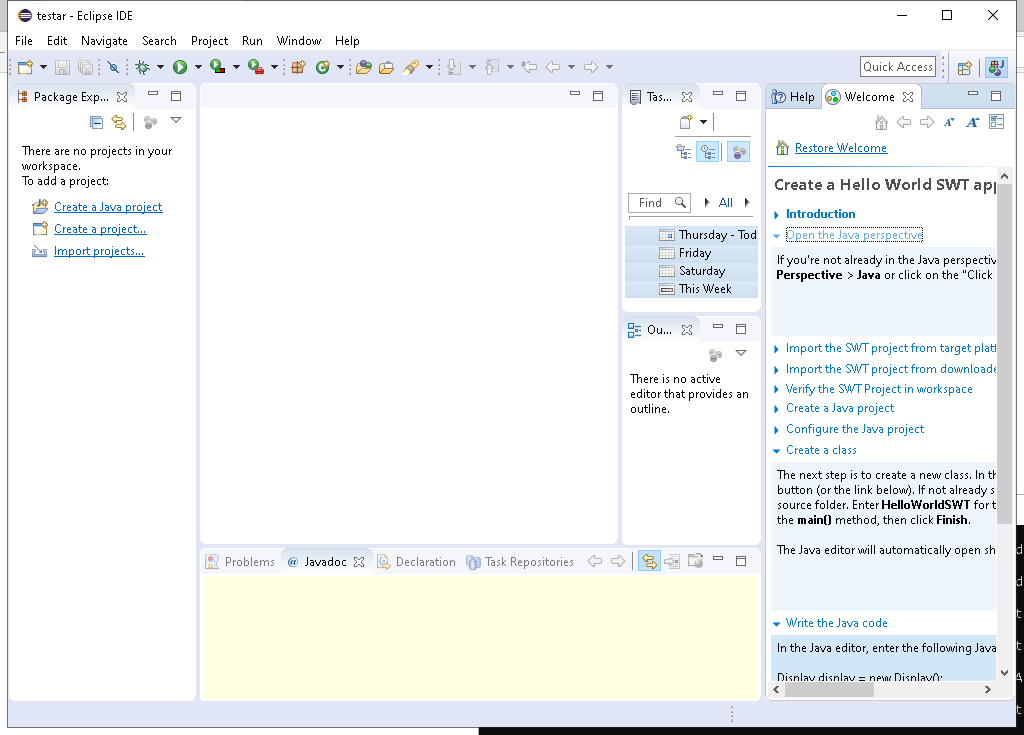 testar - Eclipse IDE
File Edit Navigate Search Project Run Window Help
Quick Access
Package Exp...
There are no projects in your
workspace.
To add a project:
Create a Java project
Create a project...
Import projects...
Tas...
Find
All
Thursday - Tod
Friday
Saturday
This Week
Ou...
There is no active
editor that provides an
outline.
Problems
@ Javadoc
Declaration
Task Repositories
Help
Welcome
Restore Welcome
Create a Hello World SWT app
Introduction
Open the Java perspective
If you're not already in the Java perspectiv
Perspective > Java or click on the "Click
Import the SWT project from target platf
Import the SWT project from downloade
Verify the SWT Project in workspace
Create a Java project
Configure the Java project
Create a class
The next step is to create a new class. In th
button (or the link below). If not already s
source folder. Enter HelloWorldSWT for t
the main() method, then click Finish.
The Java editor will automatically open sh
Write the Java code
In the Java editor, enter the following Java
Display display = new Display();